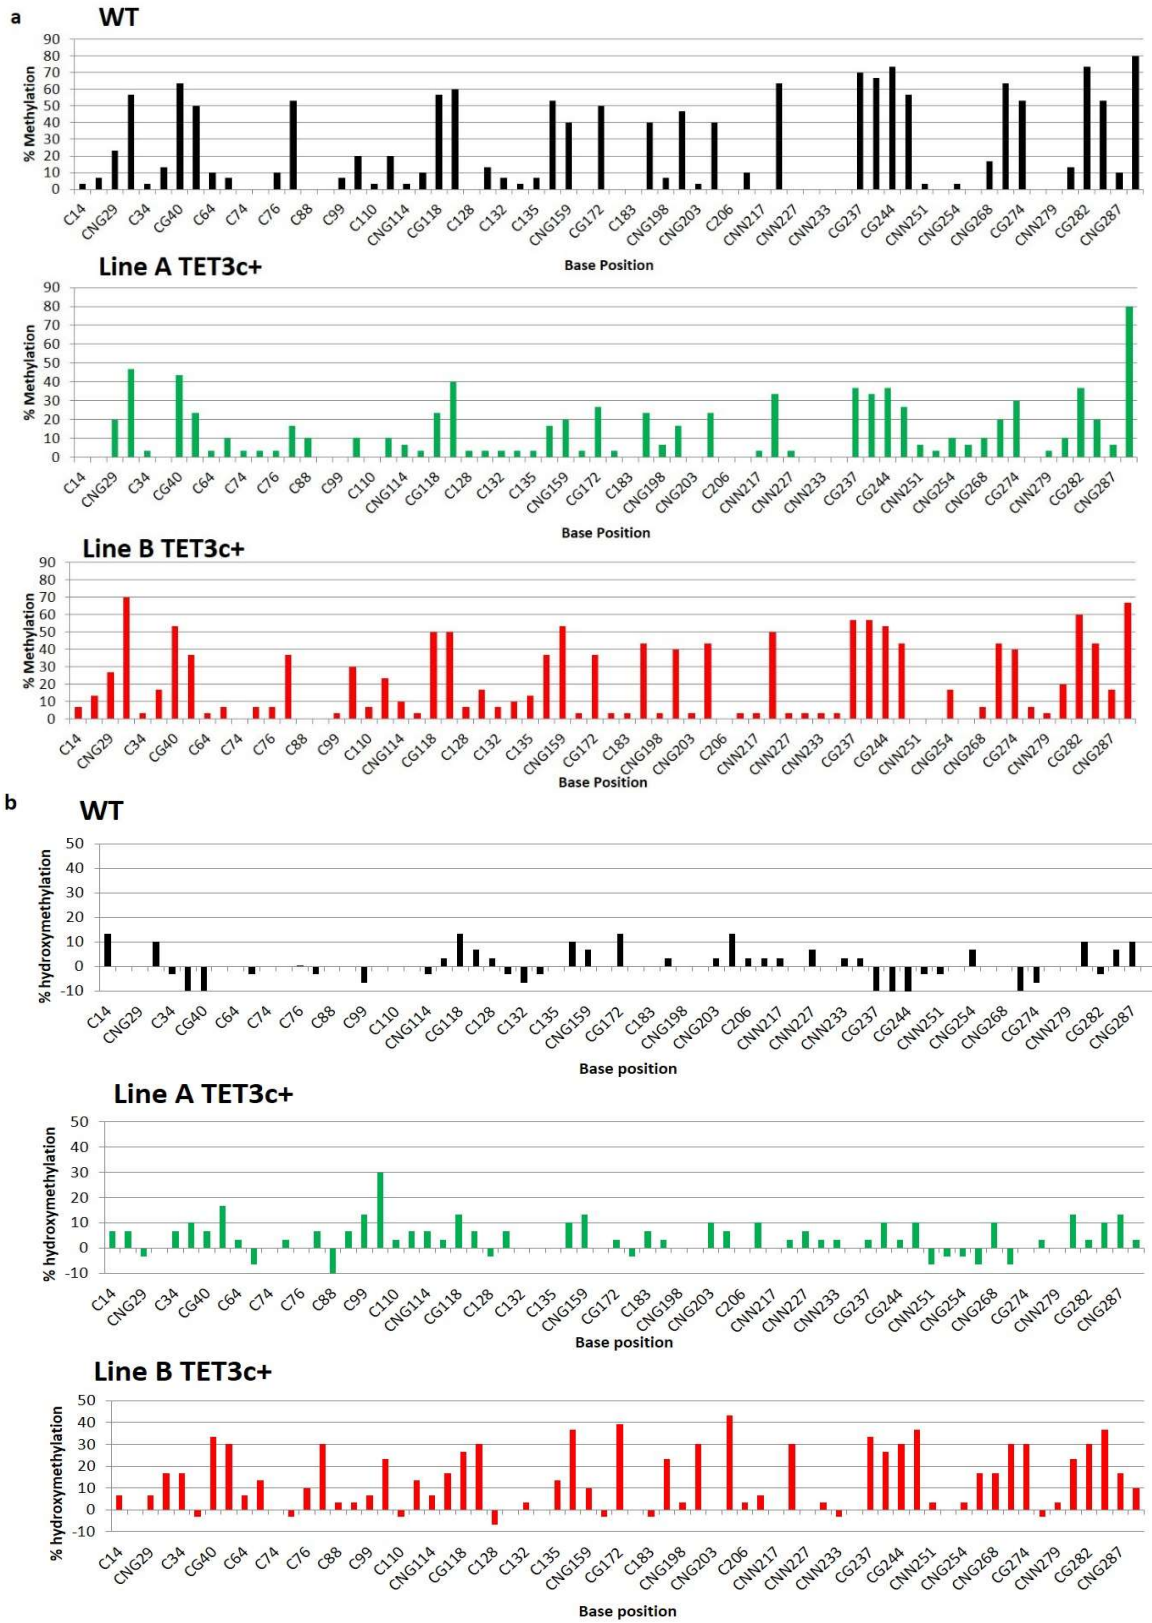 a
WT
90
80
70
60
50
40
30
20
10
0
% Methylation
C14
CNG29
C34
CG40
C64
C74
C76
C88
C99
C110
CNG114
CG118
C128
C132
C135
CNG159
CG172
C183
CNG198
CNG203
C206
CNN217
CNN227
CNN233
CG237
CG244
CNN251
CNG254
CNG268
CG274
CNN279
CG282
CNG287
Base Position
Line A TET3c+
90
80
70
60
50
40
30
20
10
0
% Methylation
C14
CNG29
C34
CG40
C64
C74
C76
C88
C99
C110
CNG114
CG118
C128
C132
C135
CNG159
CG172
C183
CNG198
CNG203
C206
CNN217
CNN227
CNN233
CG237
CG244
CNN251
CNG254
CNG268
CG274
CNN279
CG282
CNG287
Base Position
Line B TET3c+
90
80
70
60
50
40
30
20
10
0
% Methylation
C14
CNG29
C34
CG40
C64
C74
C76
C88
C99
C110
CNG114
CG118
C128
C132
C135
CNG159
CG172
C183
CNG198
CNG203
C206
CNN217
CNN227
CNN233
CG237
CG244
CNN251
CNG254
CNG268
CG274
CNN279
CG282
CNG287
Base Position
b
WT
50
40
30
20
10
0
-10
% hydroxymethylation
C14
CNG29
C34
CG40
C64
C74
C76
C88
C99
C110
CNG114
CG118
C128
C132
C135
CNG159
CG172
C183
CNG198
CNG203
C206
CNN217
CNN227
CNN233
CG237
CG244
CNN251
CNG254
CNG268
CG274
CNN279
CG282
CNG287
Base position
Line A TET3c+
50
40
30
20
10
0
-10
% hydroxymethylation
C14
CNG29
C34
CG40
C64
C74
C76
C88
C99
C110
CNG114
CG118
C128
C132
C135
CNG159
CG172
C183
CNG198
CNG203
C206
CNN217
CNN227
CNN233
CG237
CG244
CNN251
CNG254
CNG268
CG274
CNN279
CG282
CNG287
Base position
Line B TET3c+
50
40
30
20
10
0
-10
% hydroxymethylation
C14
CNG29
C34
CG40
C64
C74
C76
C88
C99
C110
CNG114
CG118
C128
C132
C135
CNG159
CG172
C183
CNG198
CNG203
C206
CNN217
CNN227
CNN233
CG237
CG244
CNN251
CNG254
CNG268
CG274
CNN279
CG282
CNG287
Base position